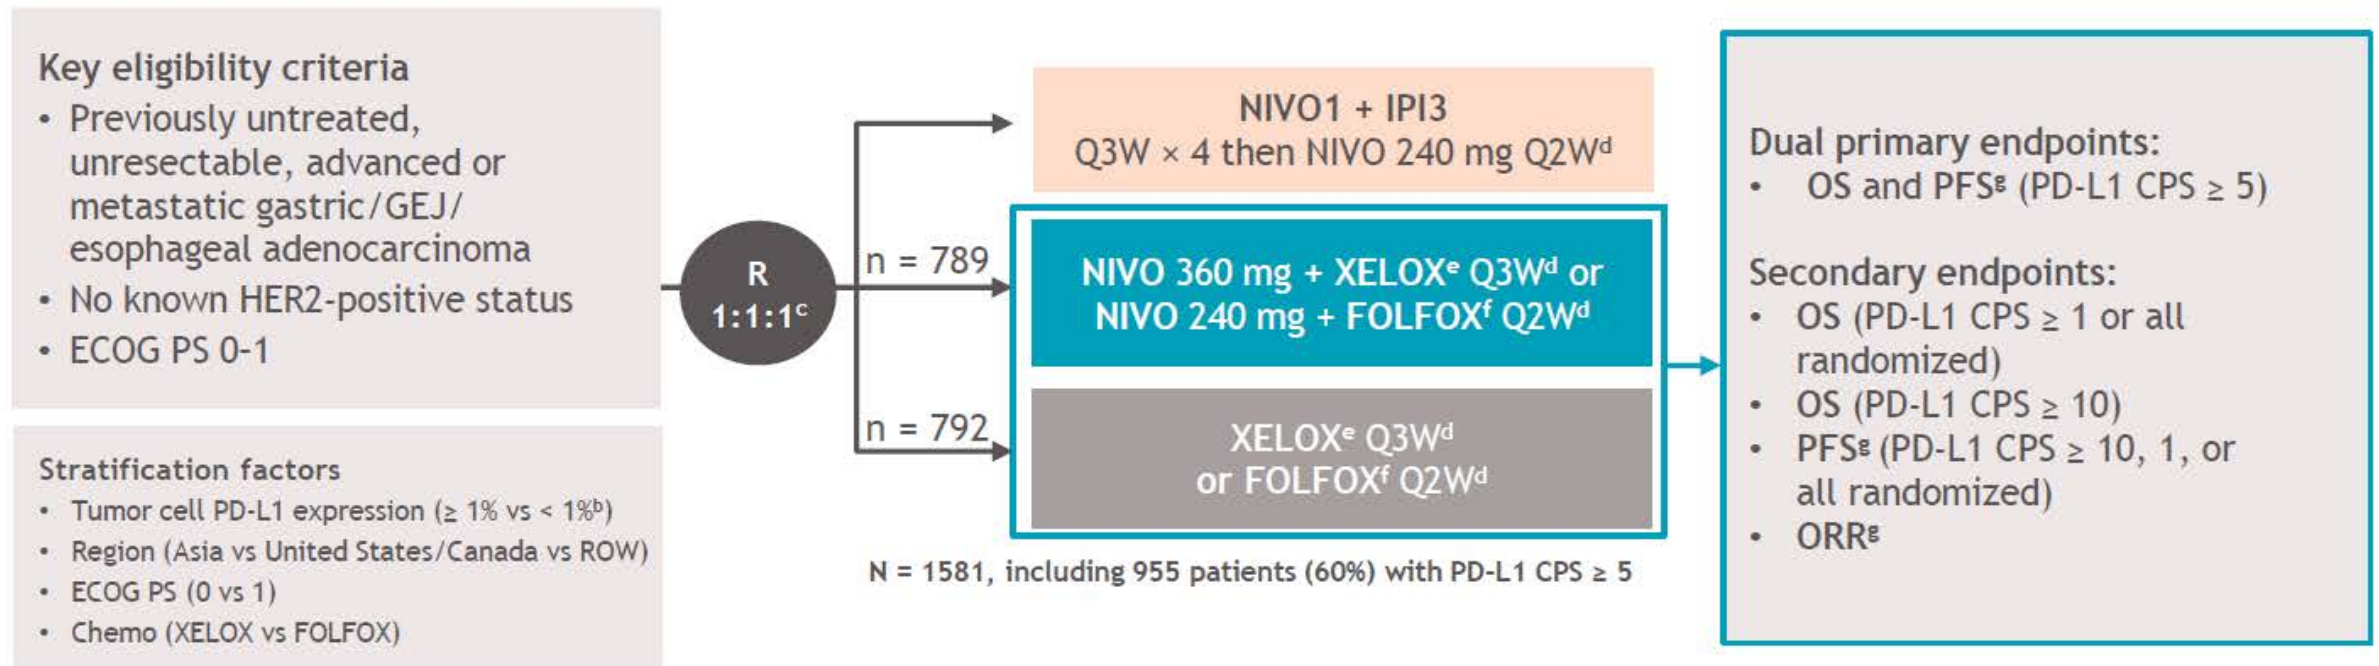 Key eligibility criteria
• Previously untreated,
unresectable, advanced or
metastatic gastric/GEJ/
esophageal adenocarcinoma
• No known HER2-positive status
• ECOG PS 0–1
Stratification factors
• Tumor cell PD-L1 expression (≥ 1% vs < 1%ᵇ)
• Region (Asia vs United States/Canada vs ROW)
• ECOG PS (0 vs 1)
• Chemo (XELOX vs FOLFOX)
R
1:1:1ᶜ
n = 789
n = 792
NIVO1 + IPI3
Q3W × 4 then NIVO 240 mg Q2Wᵈ
NIVO 360 mg + XELOXᵉ Q3Wᵈ or
NIVO 240 mg + FOLFOXᶠ Q2Wᵈ
XELOXᵉ Q3Wᵈ
or FOLFOXᶠ Q2Wᵈ
N = 1581, including 955 patients (60%) with PD-L1 CPS ≥ 5
Dual primary endpoints:
• OS and PFSᵍ (PD-L1 CPS ≥ 5)
Secondary endpoints:
• OS (PD-L1 CPS ≥ 1 or all
randomized)
• OS (PD-L1 CPS ≥ 10)
• PFSᵍ (PD-L1 CPS ≥ 10, 1, or
all randomized)
• ORRᵍ